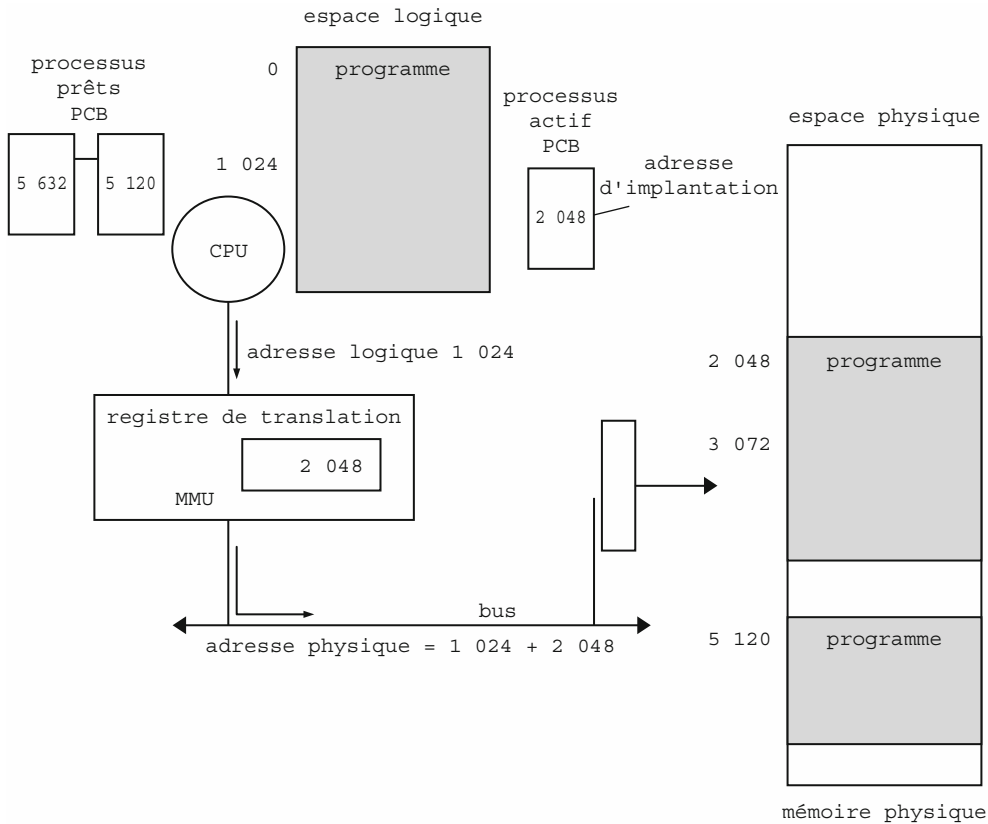 espace logique
processus
prêts
PCB
5 632
5 120
0
1 024
programme
CPU
processus
actif
PCB
2 048
adresse
d'implantation
espace physique
adresse logique 1 024
registre de translation
2 048
MMU
bus
adresse physique = 1 024 + 2 048
2 048
programme
3 072
5 120
programme
mémoire physique